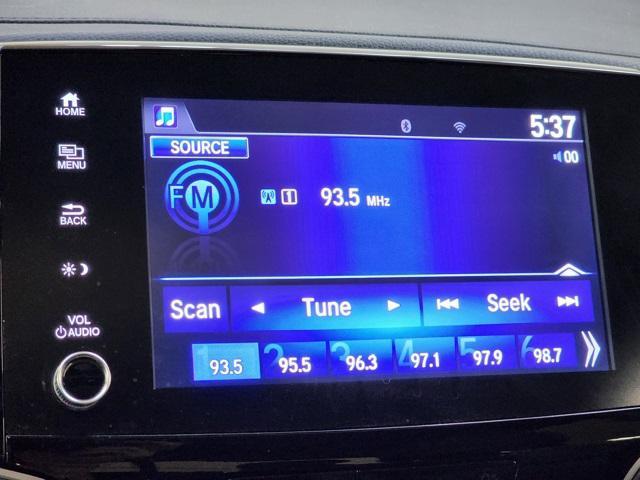 HOME
5:37
MENU
SOURCE
00
FM
1 93.5 MHz
BACK
Scan Tune Seek
VOL
AUDIO
1 2 3 4 5 6
93.5 95.5 96.3 97.1 97.9 98.7